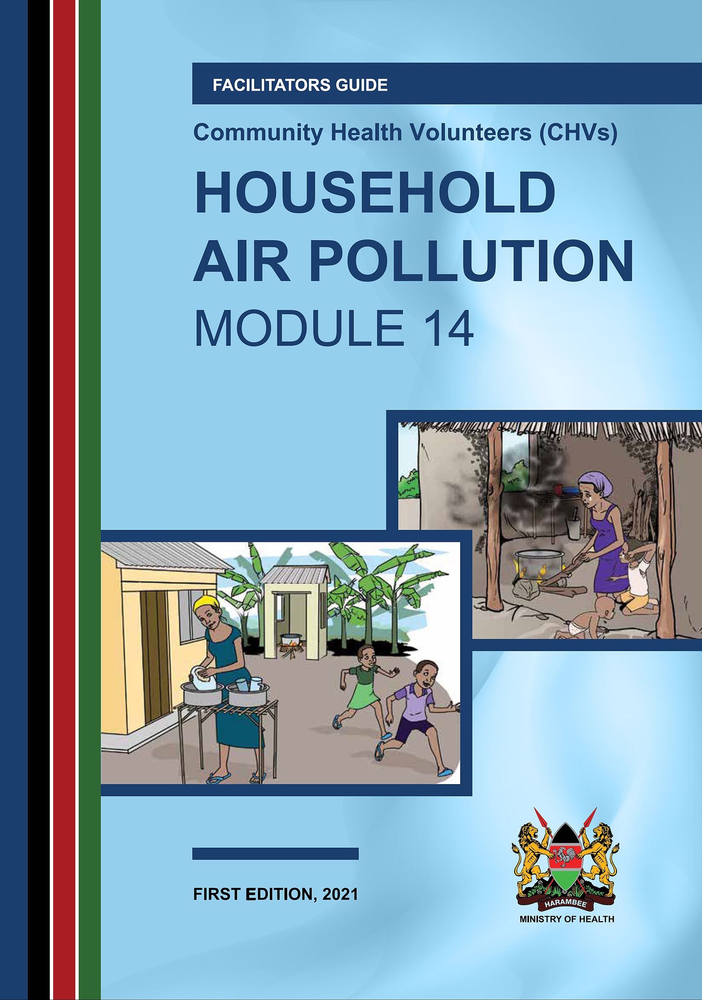 FACILITATORS GUIDE
Community Health Volunteers (CHVs)
HOUSEHOLD
AIR POLLUTION
MODULE 14
FIRST EDITION, 2021
HARAMBEE
MINISTRY OF HEALTH